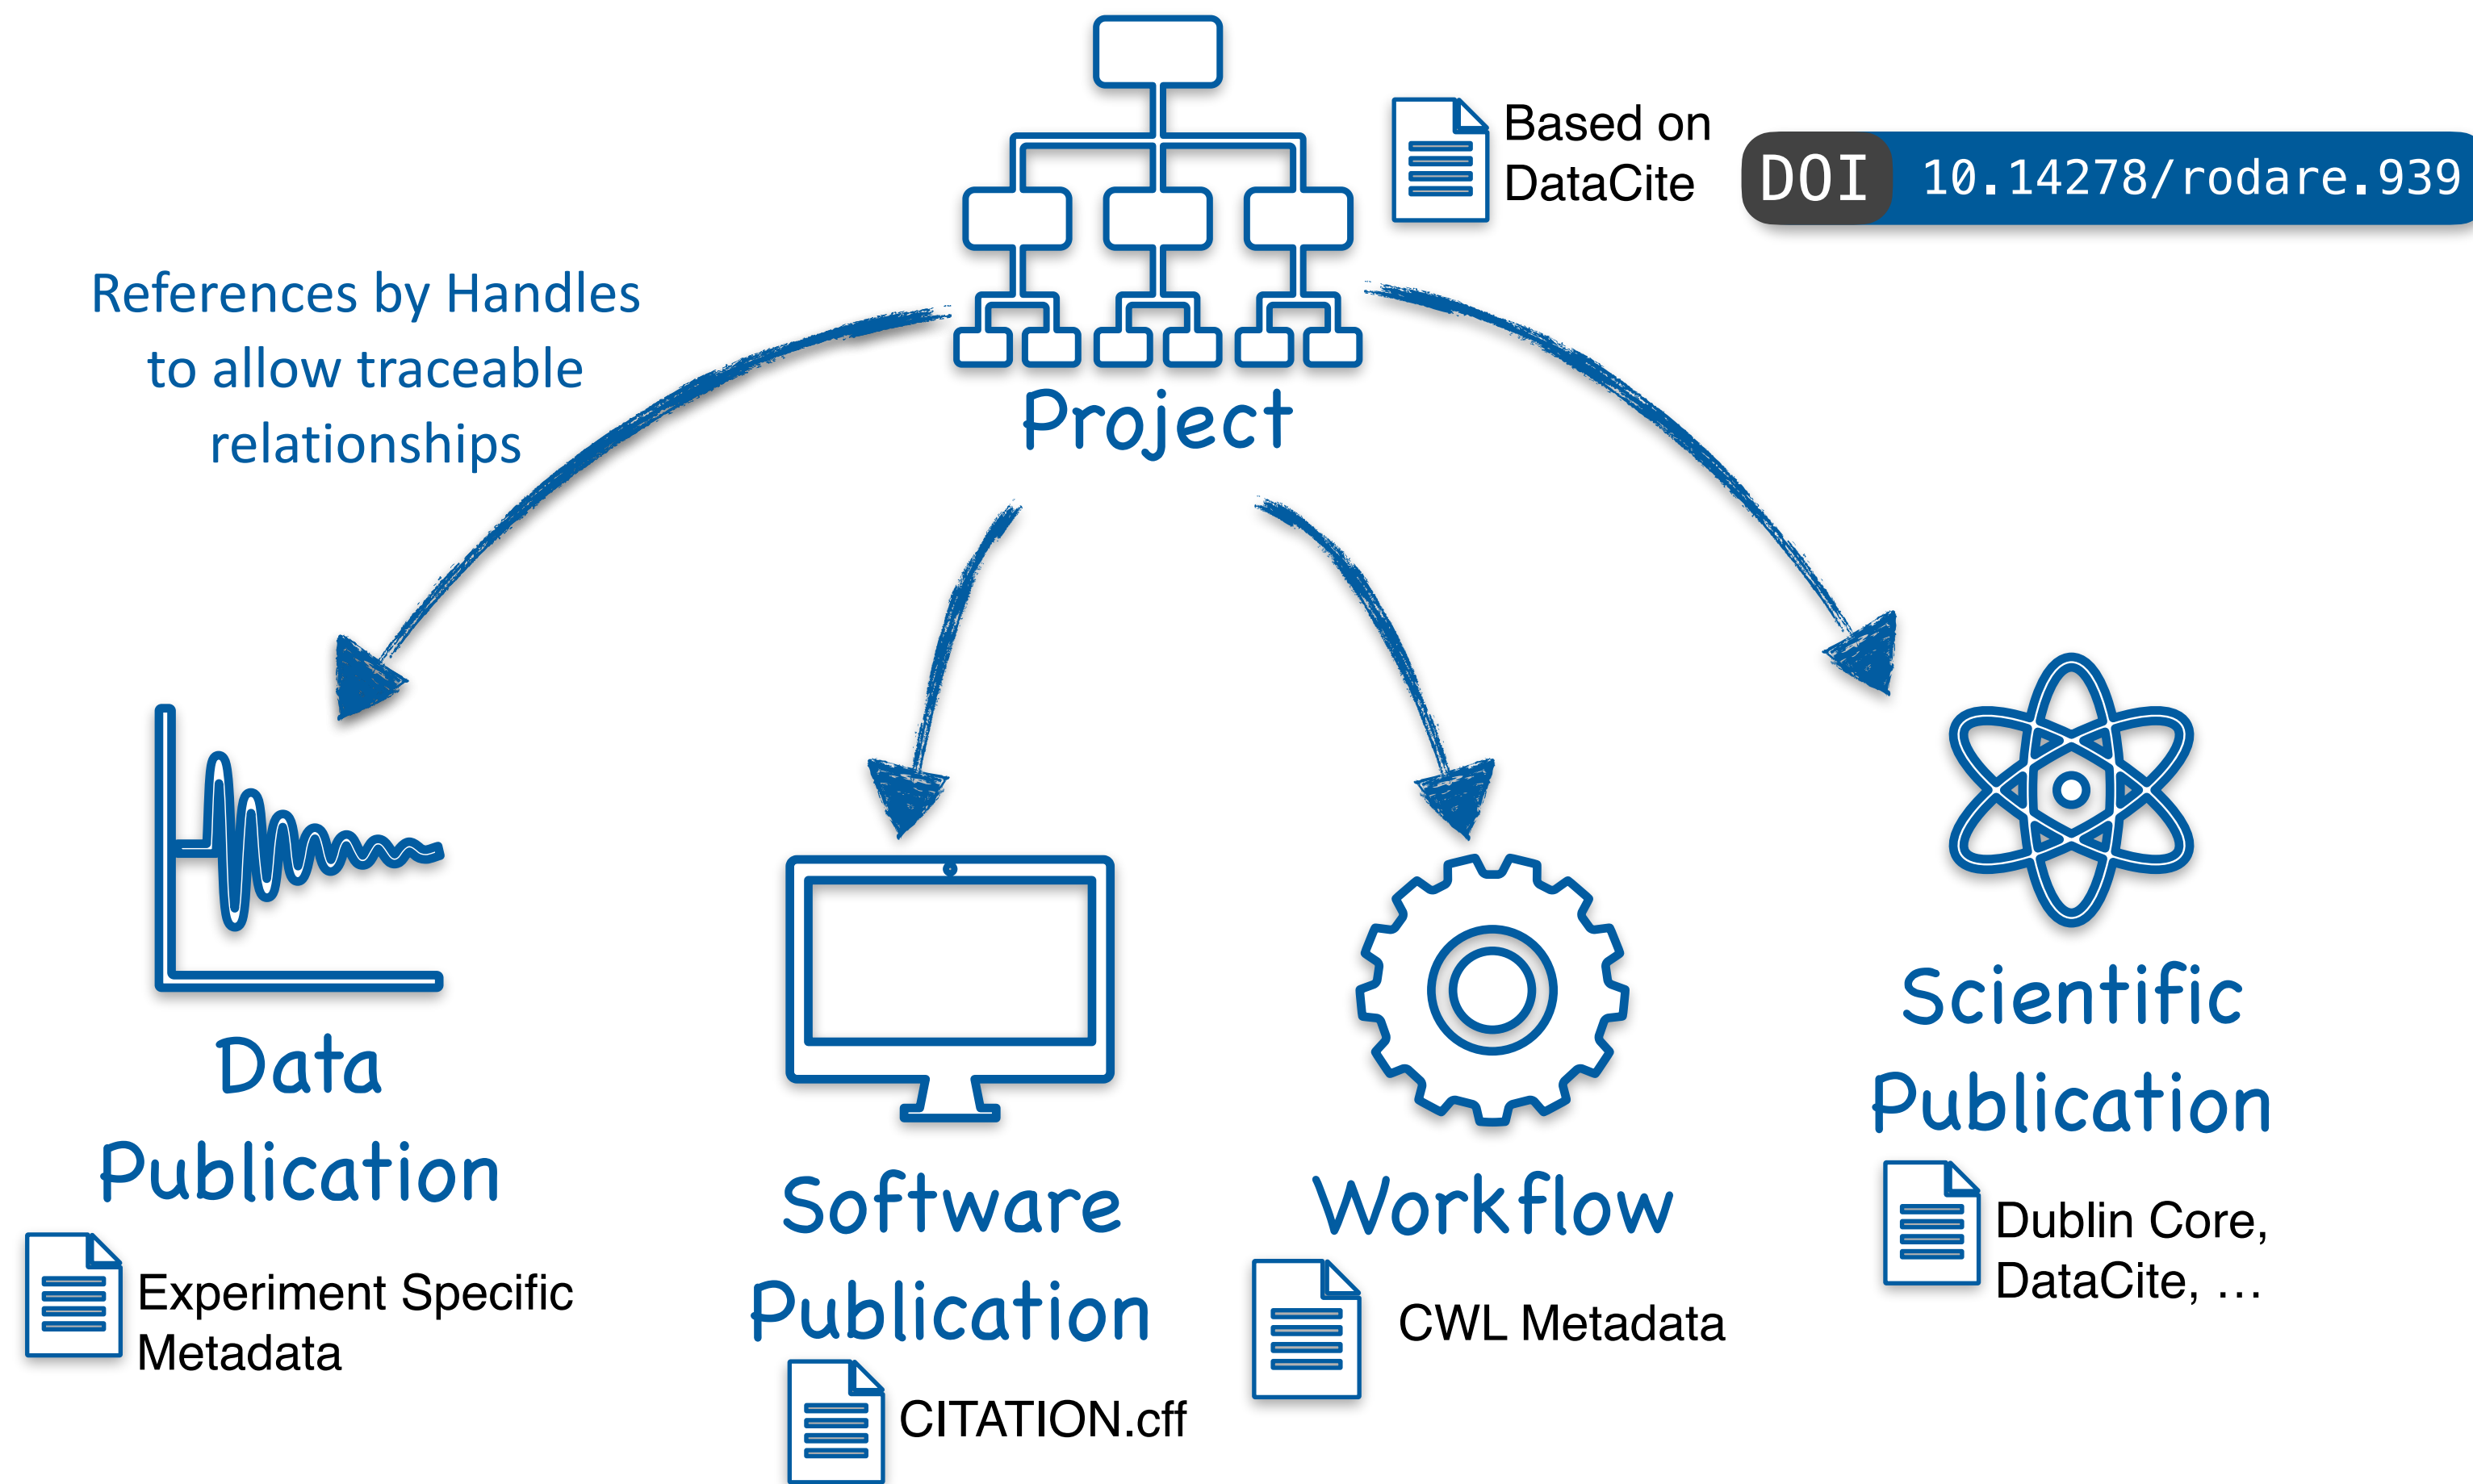 Based on
DataCite
DOI 10.14278/rodare.939
References by Handles
to allow traceable
relationships
Project
Data
Publication
Experiment Specific
Metadata
Software
Publication
CITATION.cff
Workflow
CWL Metadata
Scientific
Publication
Dublin Core,
DataCite, …